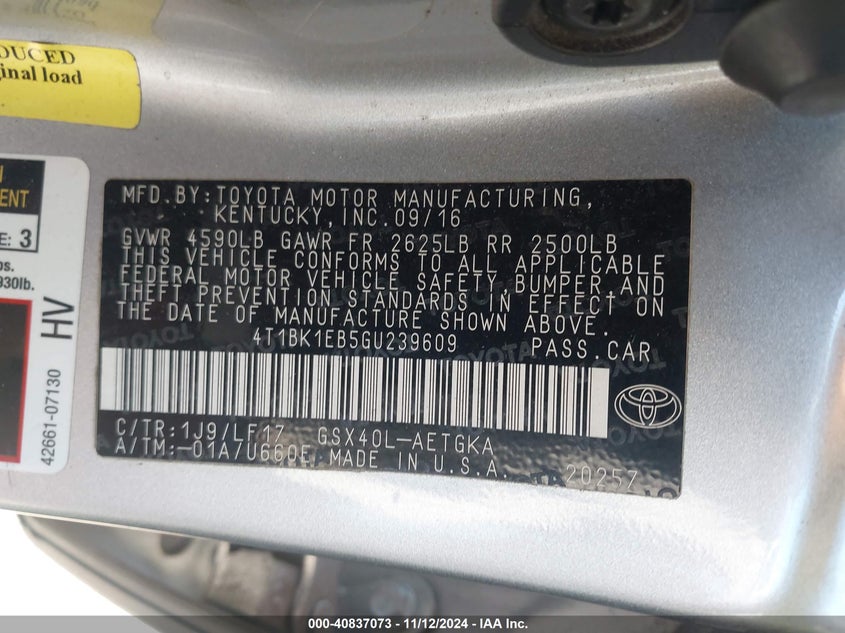 DUCED
ginal load
ENT
E: 3
os.
930lb.
HV
42661-07130
MFD.BY:TOYOTA MOTOR MANUFACTURING,
KENTUCKY,INC.09/16
GVWR 4590LB GAWR FR 2625LB RR 2500LB
THIS VEHICLE CONFORMS TO ALL APPLICABLE
FEDERAL MOTOR VEHICLE SAFETY,BUMPER,AND
THEFT PREVENTION STANDARDS IN EFFECT ON
THE DATE OF MANUFACTURE SHOWN ABOVE.
4T1BK1EB5GU239609 PASS.CAR
C/TR:1J9/LF17 GSX40L-AETGKA
A/TM:-01A/U660E MADE IN U.S.A.
20257
000-40837073 - 11/12/2024 - IAA Inc.